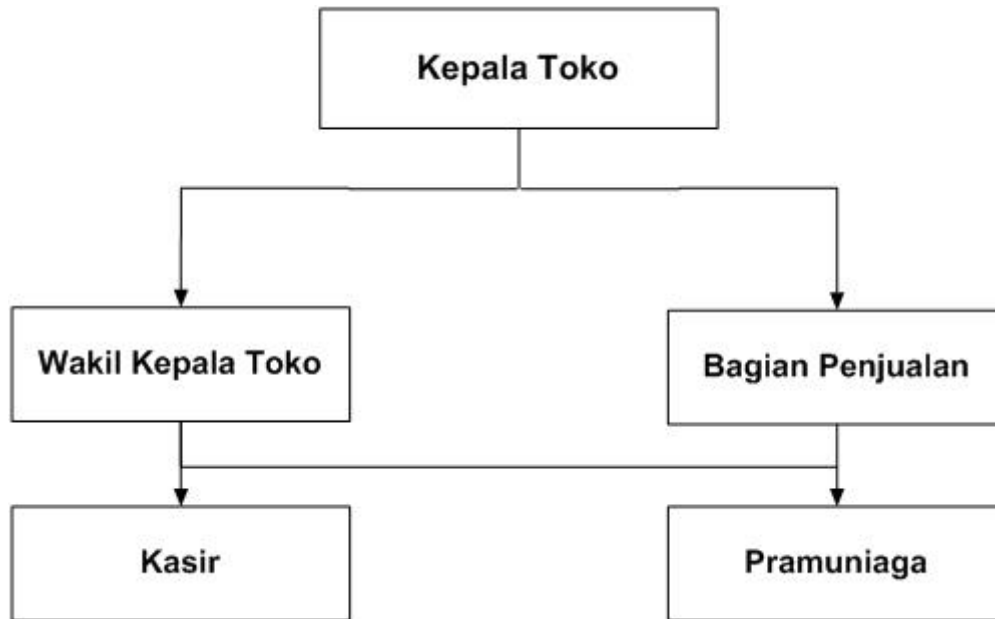 Kepala Toko
Wakil Kepala Toko
Bagian Penjualan
Kasir
Pramuniaga